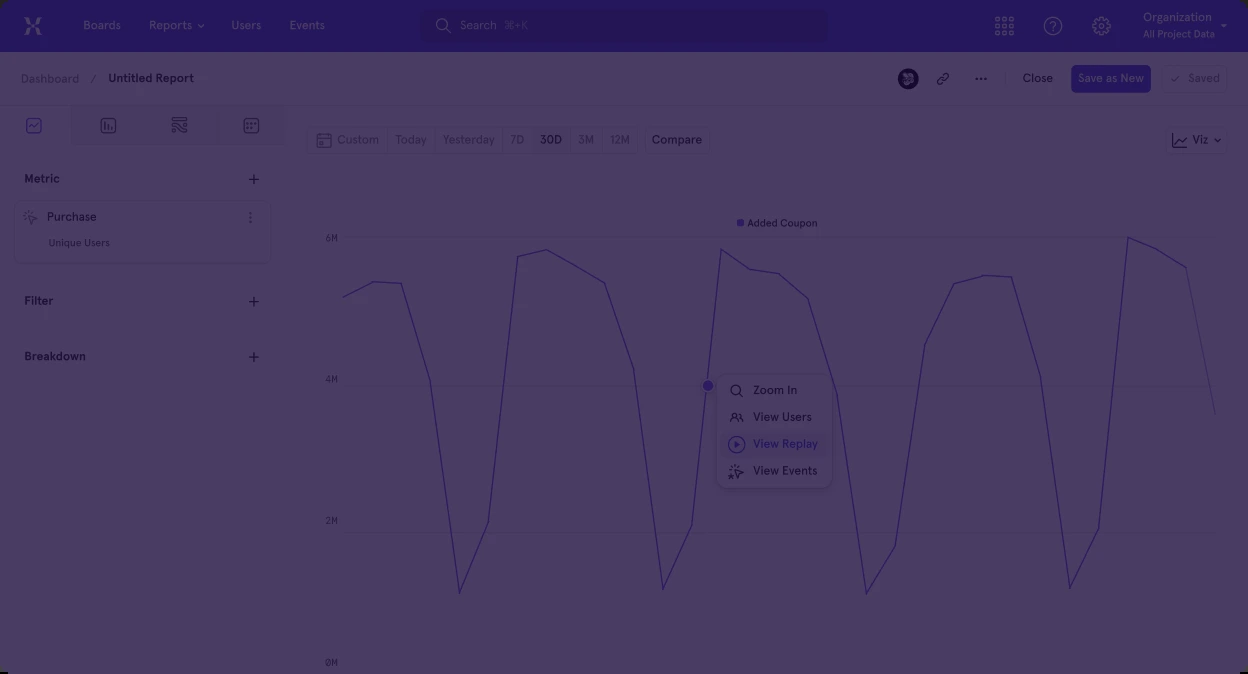 Boards Reports Users Events Search ⌘+K Organization
All Project Data
Dashboard / Untitled Report ... Close Save as New Saved
Custom Today Yesterday 7D 30D 3M 12M Compare Viz
Metric +
Purchase
Unique Users
Filter +
Breakdown +
Added Coupon
6M
4M
2M
0M
Zoom In
View Users
View Replay
View Events